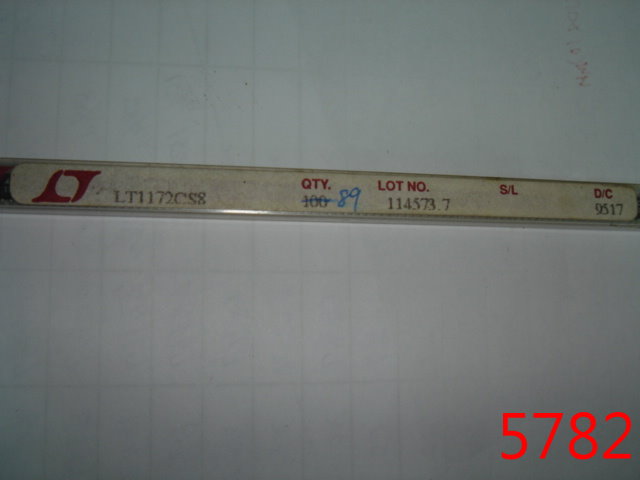 QTY. LOT NO. S/L D/C
LT1172CS8 100 89 114573.7 9517
5782